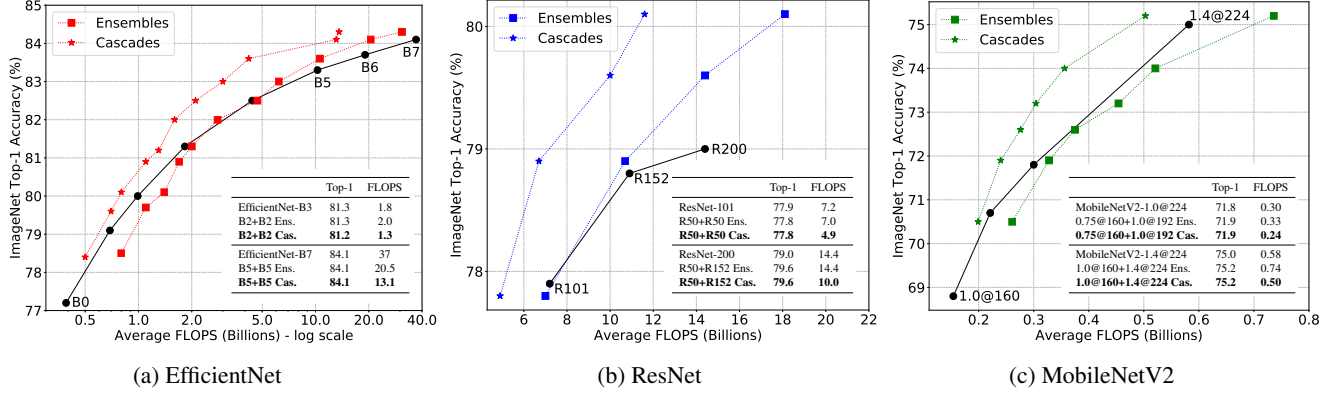 ImageNet Top-1 Accuracy (%)
85
84
83
82
81
80
79
78
77
Ensembles
Cascades
B0
B5
B6
B7
Top-1 FLOPS
EfficientNet-B3 81.3 1.8
B2+B2 Ens. 81.3 2.0
B2+B2 Cas. 81.2 1.3
EfficientNet-B7 84.1 37
B5+B5 Ens. 84.1 20.5
B5+B5 Cas. 84.1 13.1
0.5 1.0 2.0 5.0 10.0 20.0 40.0
Average FLOPS (Billions) - log scale
(a) EfficientNet
ImageNet Top-1 Accuracy (%)
80
79
78
Ensembles
Cascades
R101
R152
R200
Top-1 FLOPS
ResNet-101 77.9 7.2
R50+R50 Ens. 77.8 7.0
R50+R50 Cas. 77.8 4.9
ResNet-200 79.0 14.4
R50+R152 Ens. 79.6 14.4
R50+R152 Cas. 79.6 10.0
6 8 10 12 14 16 18 20 22
Average FLOPS (Billions)
(b) ResNet
ImageNet Top-1 Accuracy (%)
75
74
73
72
71
70
69
Ensembles
Cascades
1.4@224
1.0@160
Top-1 FLOPS
MobileNetV2-1.0@224 71.8 0.30
0.75@160+1.0@192 Ens. 71.9 0.33
0.75@160+1.0@192 Cas. 71.9 0.24
MobileNetV2-1.4@224 75.0 0.58
1.0@160+1.4@224 Ens. 75.2 0.74
1.0@160+1.4@224 Cas. 75.2 0.50
0.2 0.3 0.4 0.5 0.6 0.7 0.8
Average FLOPS (Billions)
(c) MobileNetV2